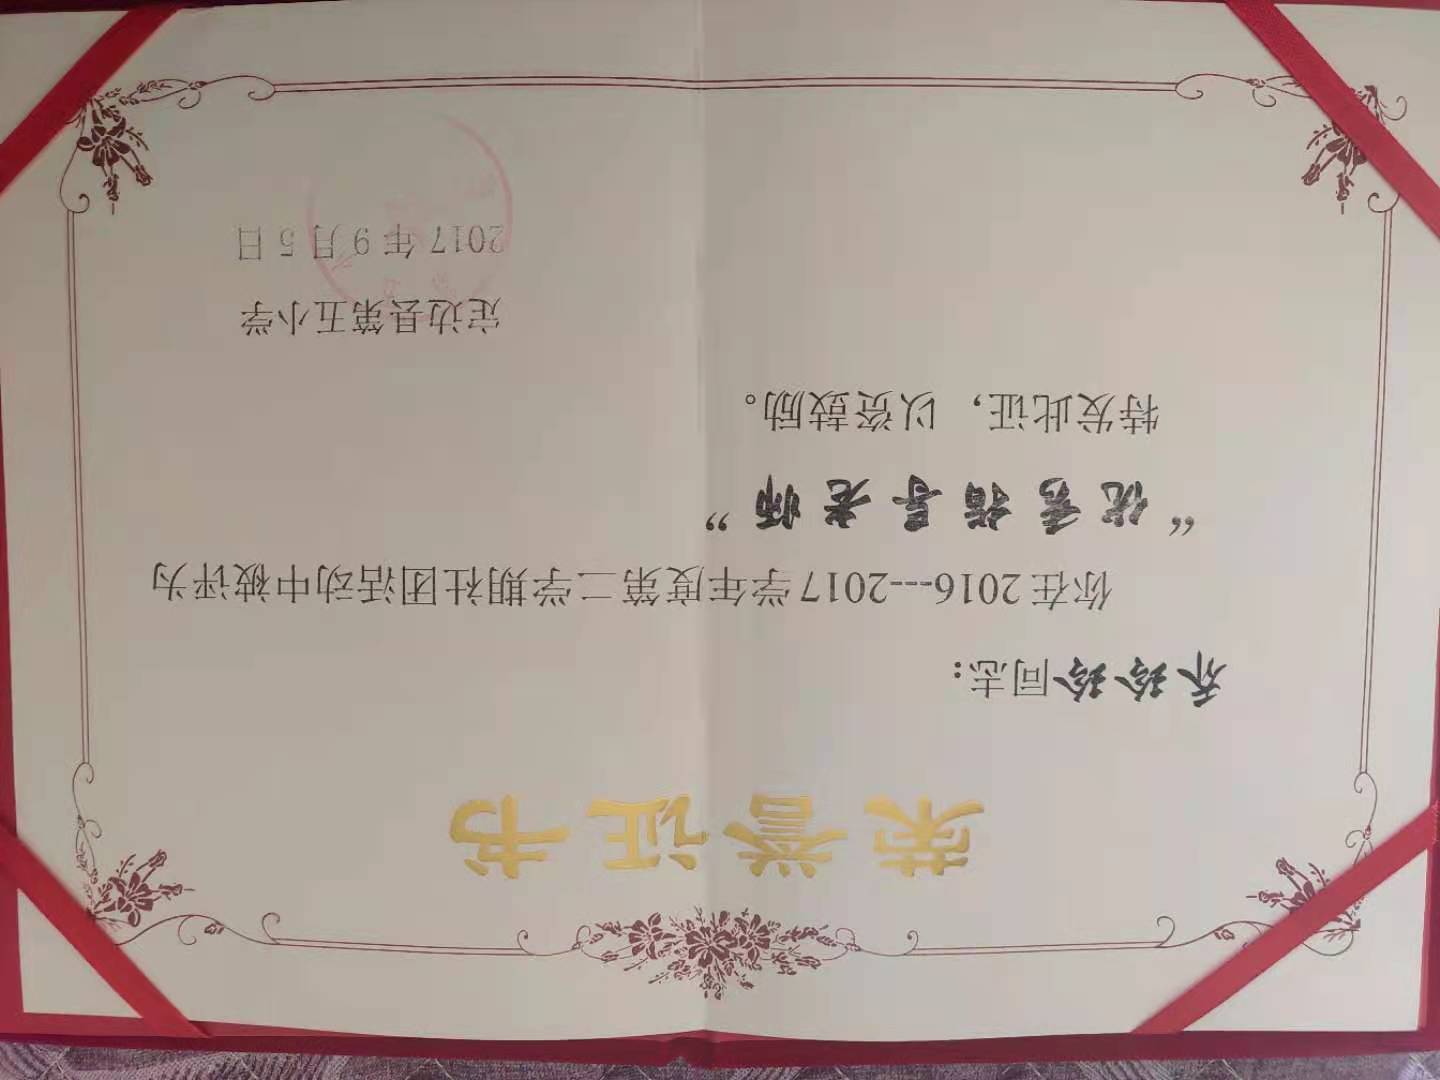 荣誉证书
乔玲玲同志：
你在2016---2017学年度第二学期社团活动中被评为
“优秀指导老师”
特发此证，以资鼓励。
定边县第五小学
2017年9月5日